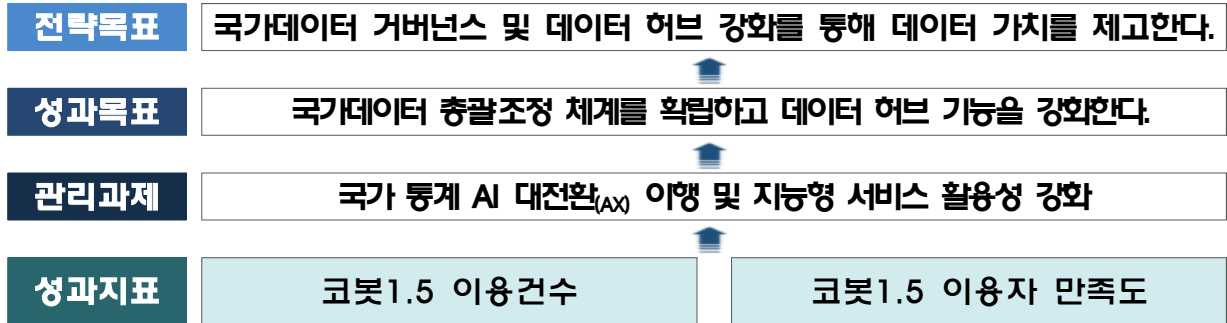 전략목표 국가데이터 거버넌스 및 데이터 허브 강화를 통해 데이터 가치를 제고한다.
성과목표 국가데이터 총괄조정 체계를 확립하고 데이터 허브 기능을 강화한다.
관리과제 국가 통계 AI 대전환(AX) 이행 및 지능형 서비스 활용성 강화
성과지표 코봇1.5 이용건수 코봇1.5 이용자 만족도